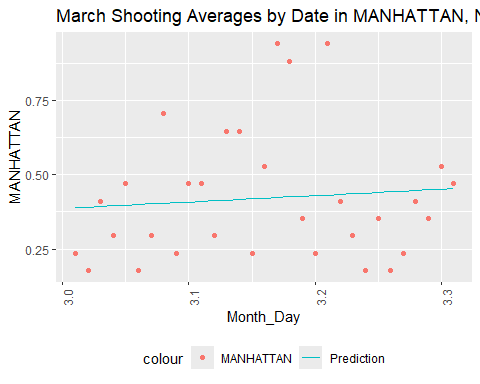 March Shooting Averages by Date in MANHATTAN, N
MANHATTAN
0.75
0.50
0.25
3.0
3.1
3.2
3.3
Month_Day
colour
MANHATTAN
Prediction